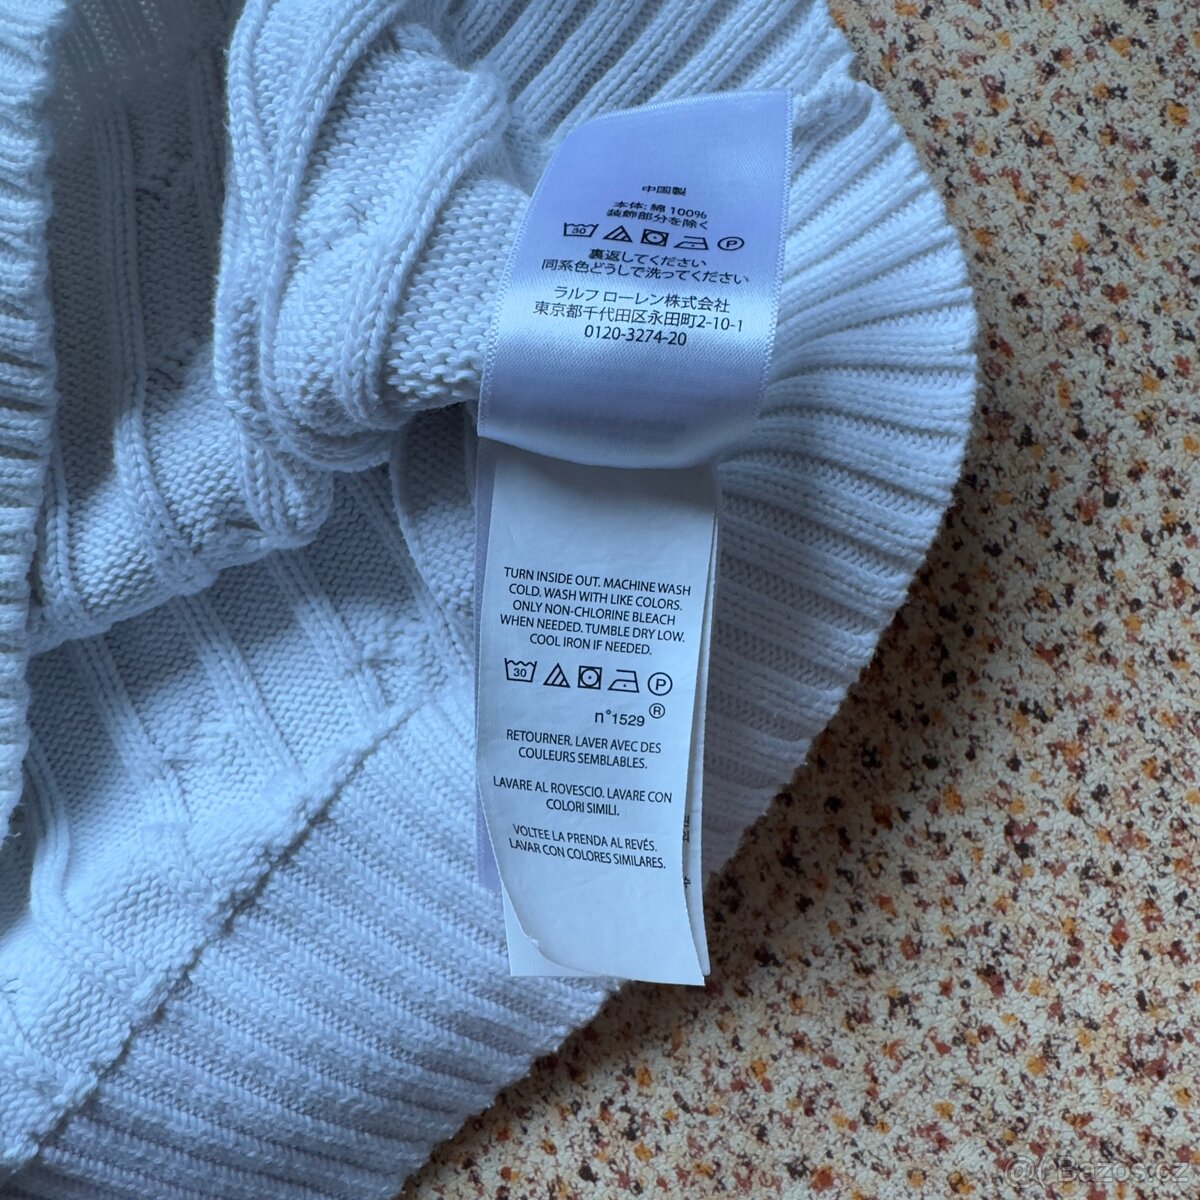 中国製
本体: 綿 100%
装飾部分を除く
30 P
裏返してください
同系色どうしで洗ってください
ラルフ ローレン株式会社
東京都千代田区永田町2-10-1
0120-3274-20
TURN INSIDE OUT. MACHINE WASH
COLD. WASH WITH LIKE COLORS.
ONLY NON-CHLORINE BLEACH
WHEN NEEDED. TUMBLE DRY LOW.
COOL IRON IF NEEDED.
30 P
n°1529 ®
RETOURNER. LAVER AVEC DES
COULEURS SEMBLABLES.
LAVARE AL ROVESCIO. LAVARE CON
COLORI SIMILI.
VOLTEE LA PRENDA AL REVÉS.
LAVAR CON COLORES SIMILARES.
Bazos.cz